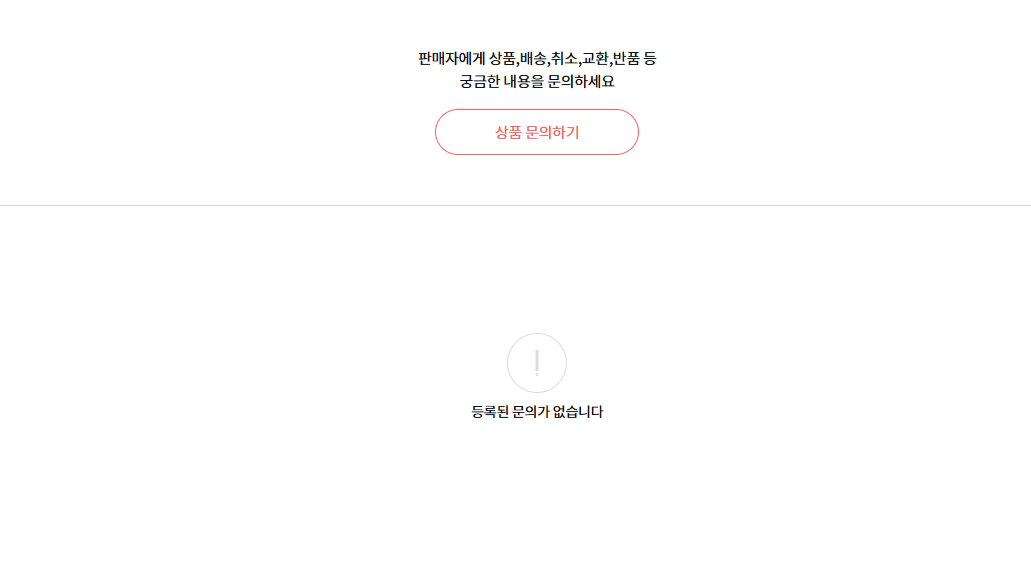 판매자에게 상품,배송,취소,교환,반품 등
궁금한 내용을 문의하세요
상품 문의하기
등록된 문의가 없습니다